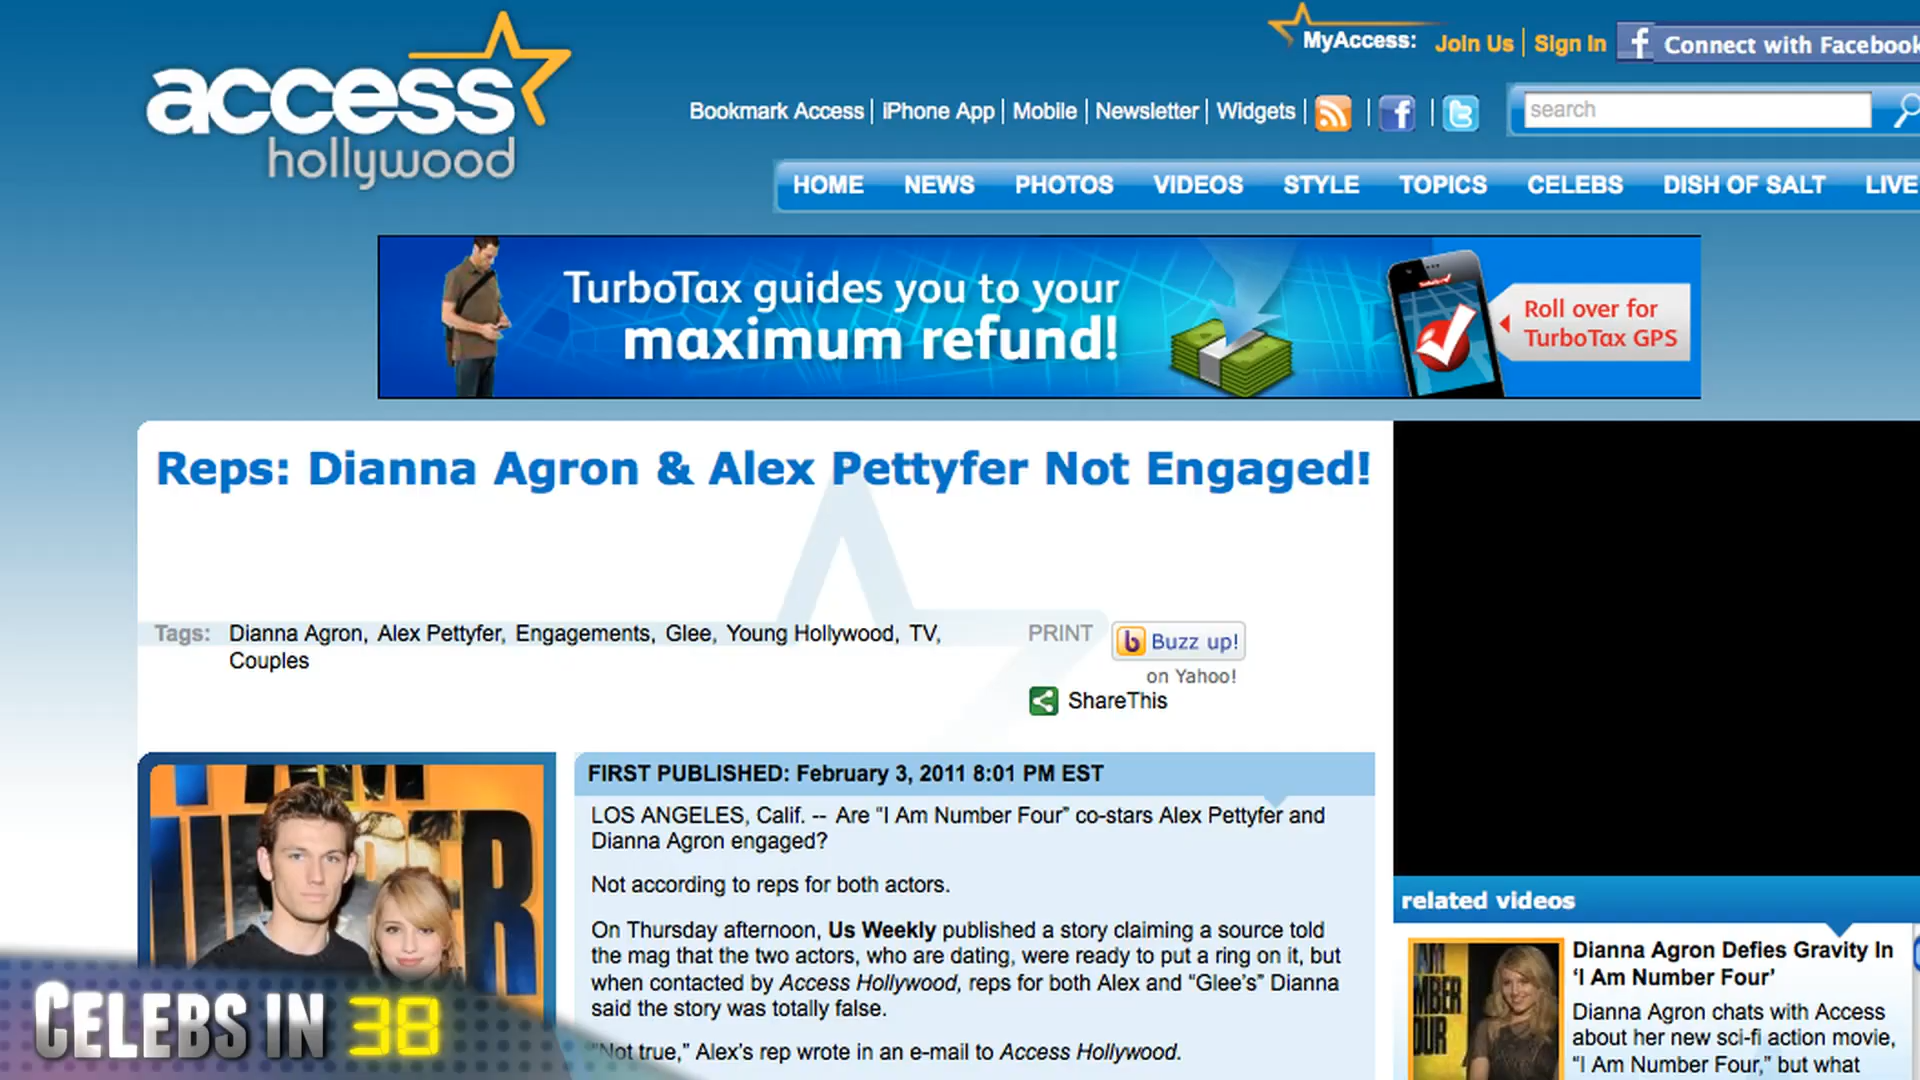 access
hollywood
MyAccess: Join Us | Sign In
Connect with Facebook
Bookmark Access | iPhone App | Mobile | Newsletter | Widgets |
search
HOME NEWS PHOTOS VIDEOS STYLE TOPICS CELEBS DISH OF SALT LIVE
TurboTax guides you to your
maximum refund!
Roll over for
TurboTax GPS
Reps: Dianna Agron & Alex Pettyfer Not Engaged!
Tags: Dianna Agron, Alex Pettyfer, Engagements, Glee, Young Hollywood, TV,
Couples
PRINT
Buzz up!
on Yahoo!
ShareThis
FIRST PUBLISHED: February 3, 2011 8:01 PM EST
LOS ANGELES, Calif. -- Are “I Am Number Four” co-stars Alex Pettyfer and
Dianna Agron engaged?
Not according to reps for both actors.
On Thursday afternoon, Us Weekly published a story claiming a source told
the mag that the two actors, who are dating, were ready to put a ring on it, but
when contacted by Access Hollywood, reps for both Alex and “Glee’s” Dianna
said the story was totally false.
“Not true,” Alex’s rep wrote in an e-mail to Access Hollywood.
related videos
Dianna Agron Defies Gravity In
‘I Am Number Four’
Dianna Agron chats with Access
about her new sci-fi action movie,
“I Am Number Four,” but what
CELEBS IN 38